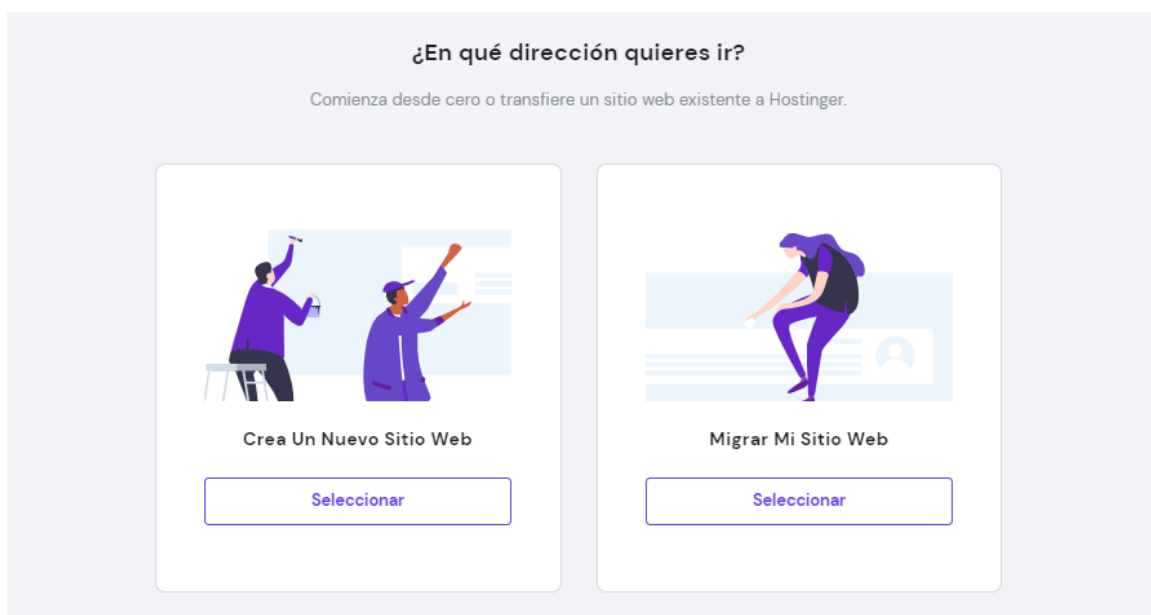 ¿En qué dirección quieres ir?
Comienza desde cero o transfiere un sitio web existente a Hostinger.
Crea Un Nuevo Sitio Web
Seleccionar
Migrar Mi Sitio Web
Seleccionar